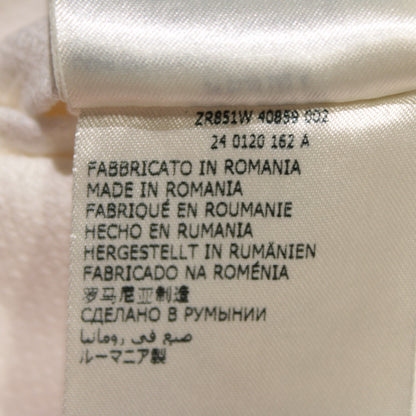 ZR851W 40859 002
24 0120 162 A
FABBRICATO IN ROMANIA
MADE IN ROMANIA
FABRIQUÉ EN ROUMANIE
HECHO EN RUMANIA
HERGESTELLT IN RUMÄNIEN
FABRICADO NA ROMÉNIA
罗马尼亚制造
СДЕЛАНО В РУМЫНИИ
صنع في رومانيا
ルーマニア製